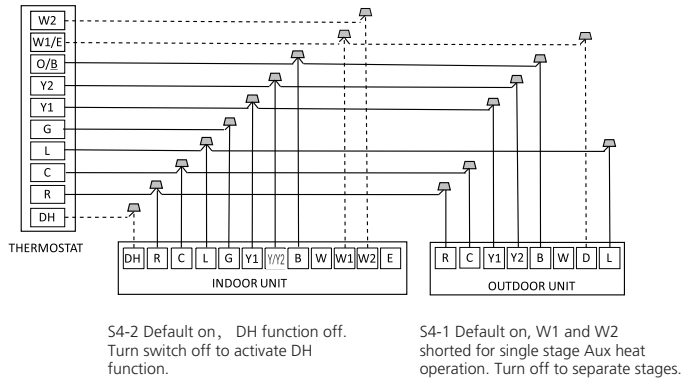 W2
W1/E
O/B
Y2
Y1
G
L
C
R
DH
THERMOSTAT
DH R C L G Y1 Y/Y2 B W W1 W2 E
INDOOR UNIT
R C Y1 Y2 B W D L
OUTDOOR UNIT
S4-2 Default on， DH function off.
Turn switch off to activate DH
function.
S4-1 Default on, W1 and W2
shorted for single stage Aux heat
operation. Turn off to separate stages.